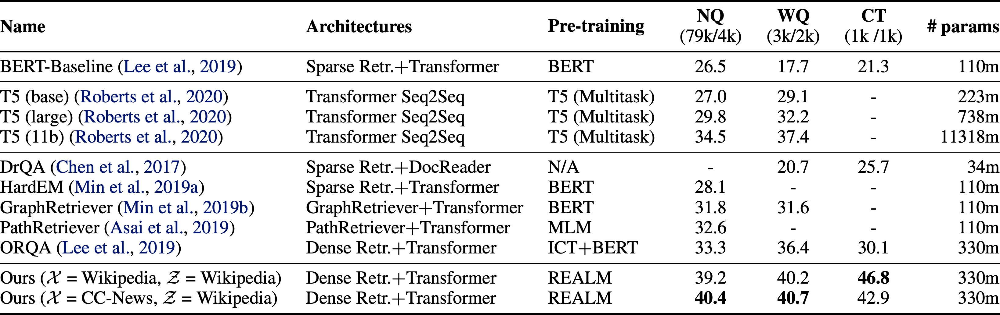 Name Architectures Pre-training NQ (79k/4k) WQ (3k/2k) CT (1k /1k) # params
BERT-Baseline (Lee et al., 2019) Sparse Retr.+Transformer BERT 26.5 17.7 21.3 110m
T5 (base) (Roberts et al., 2020) Transformer Seq2Seq T5 (Multitask) 27.0 29.1 - 223m
T5 (large) (Roberts et al., 2020) Transformer Seq2Seq T5 (Multitask) 29.8 32.2 - 738m
T5 (11b) (Roberts et al., 2020) Transformer Seq2Seq T5 (Multitask) 34.5 37.4 - 11318m
DrQA (Chen et al., 2017) Sparse Retr.+DocReader N/A - 20.7 25.7 34m
HardEM (Min et al., 2019a) Sparse Retr.+Transformer BERT 28.1 - - 110m
GraphRetriever (Min et al., 2019b) GraphRetriever+Transformer BERT 31.8 31.6 - 110m
PathRetriever (Asai et al., 2019) PathRetriever+Transformer MLM 32.6 - - 110m
ORQA (Lee et al., 2019) Dense Retr.+Transformer ICT+BERT 33.3 36.4 30.1 330m
Ours (𝒳 = Wikipedia, 𝒵 = Wikipedia) Dense Retr.+Transformer REALM 39.2 40.2 46.8 330m
Ours (𝒳 = CC-News, 𝒵 = Wikipedia) Dense Retr.+Transformer REALM 40.4 40.7 42.9 330m